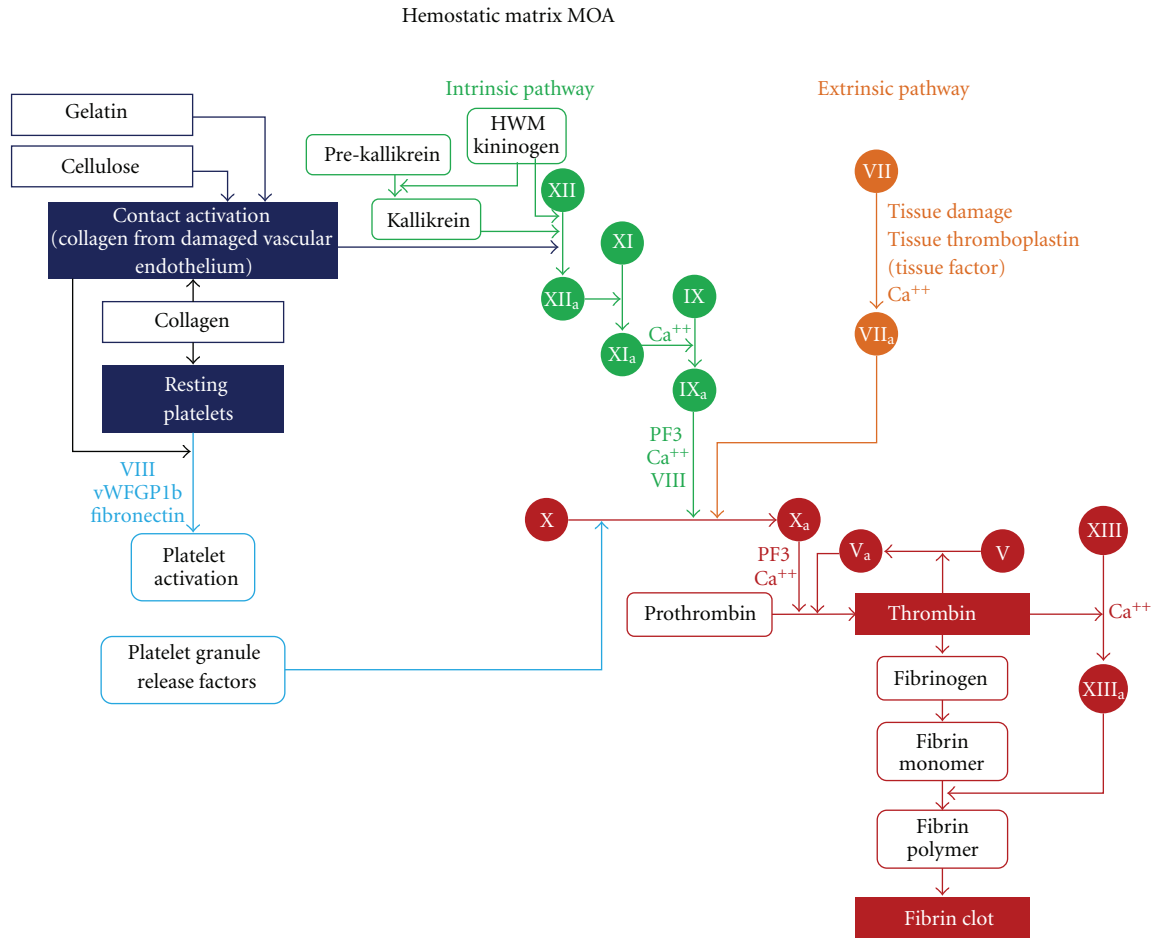 Hemostatic matrix MOA
Intrinsic pathway
Extrinsic pathway
Gelatin
Cellulose
Contact activation
(collagen from damaged vascular
endothelium)
Collagen
Resting
platelets
VIII
vWFGP1b
fibronectin
Platelet
activation
Platelet granule
release factors
Pre-kallikrein
HWM
kininogen
Kallikrein
XII
XIIₐ
XI
XIₐ
Ca⁺⁺
IX
IXₐ
PF3
Ca⁺⁺
VIII
VII
Tissue damage
Tissue thromboplastin
(tissue factor)
Ca⁺⁺
VIIₐ
X
Xₐ
PF3
Ca⁺⁺
Vₐ
V
XIII
Ca⁺⁺
XIIIₐ
Prothrombin
Thrombin
Fibrinogen
Fibrin
monomer
Fibrin
polymer
Fibrin clot